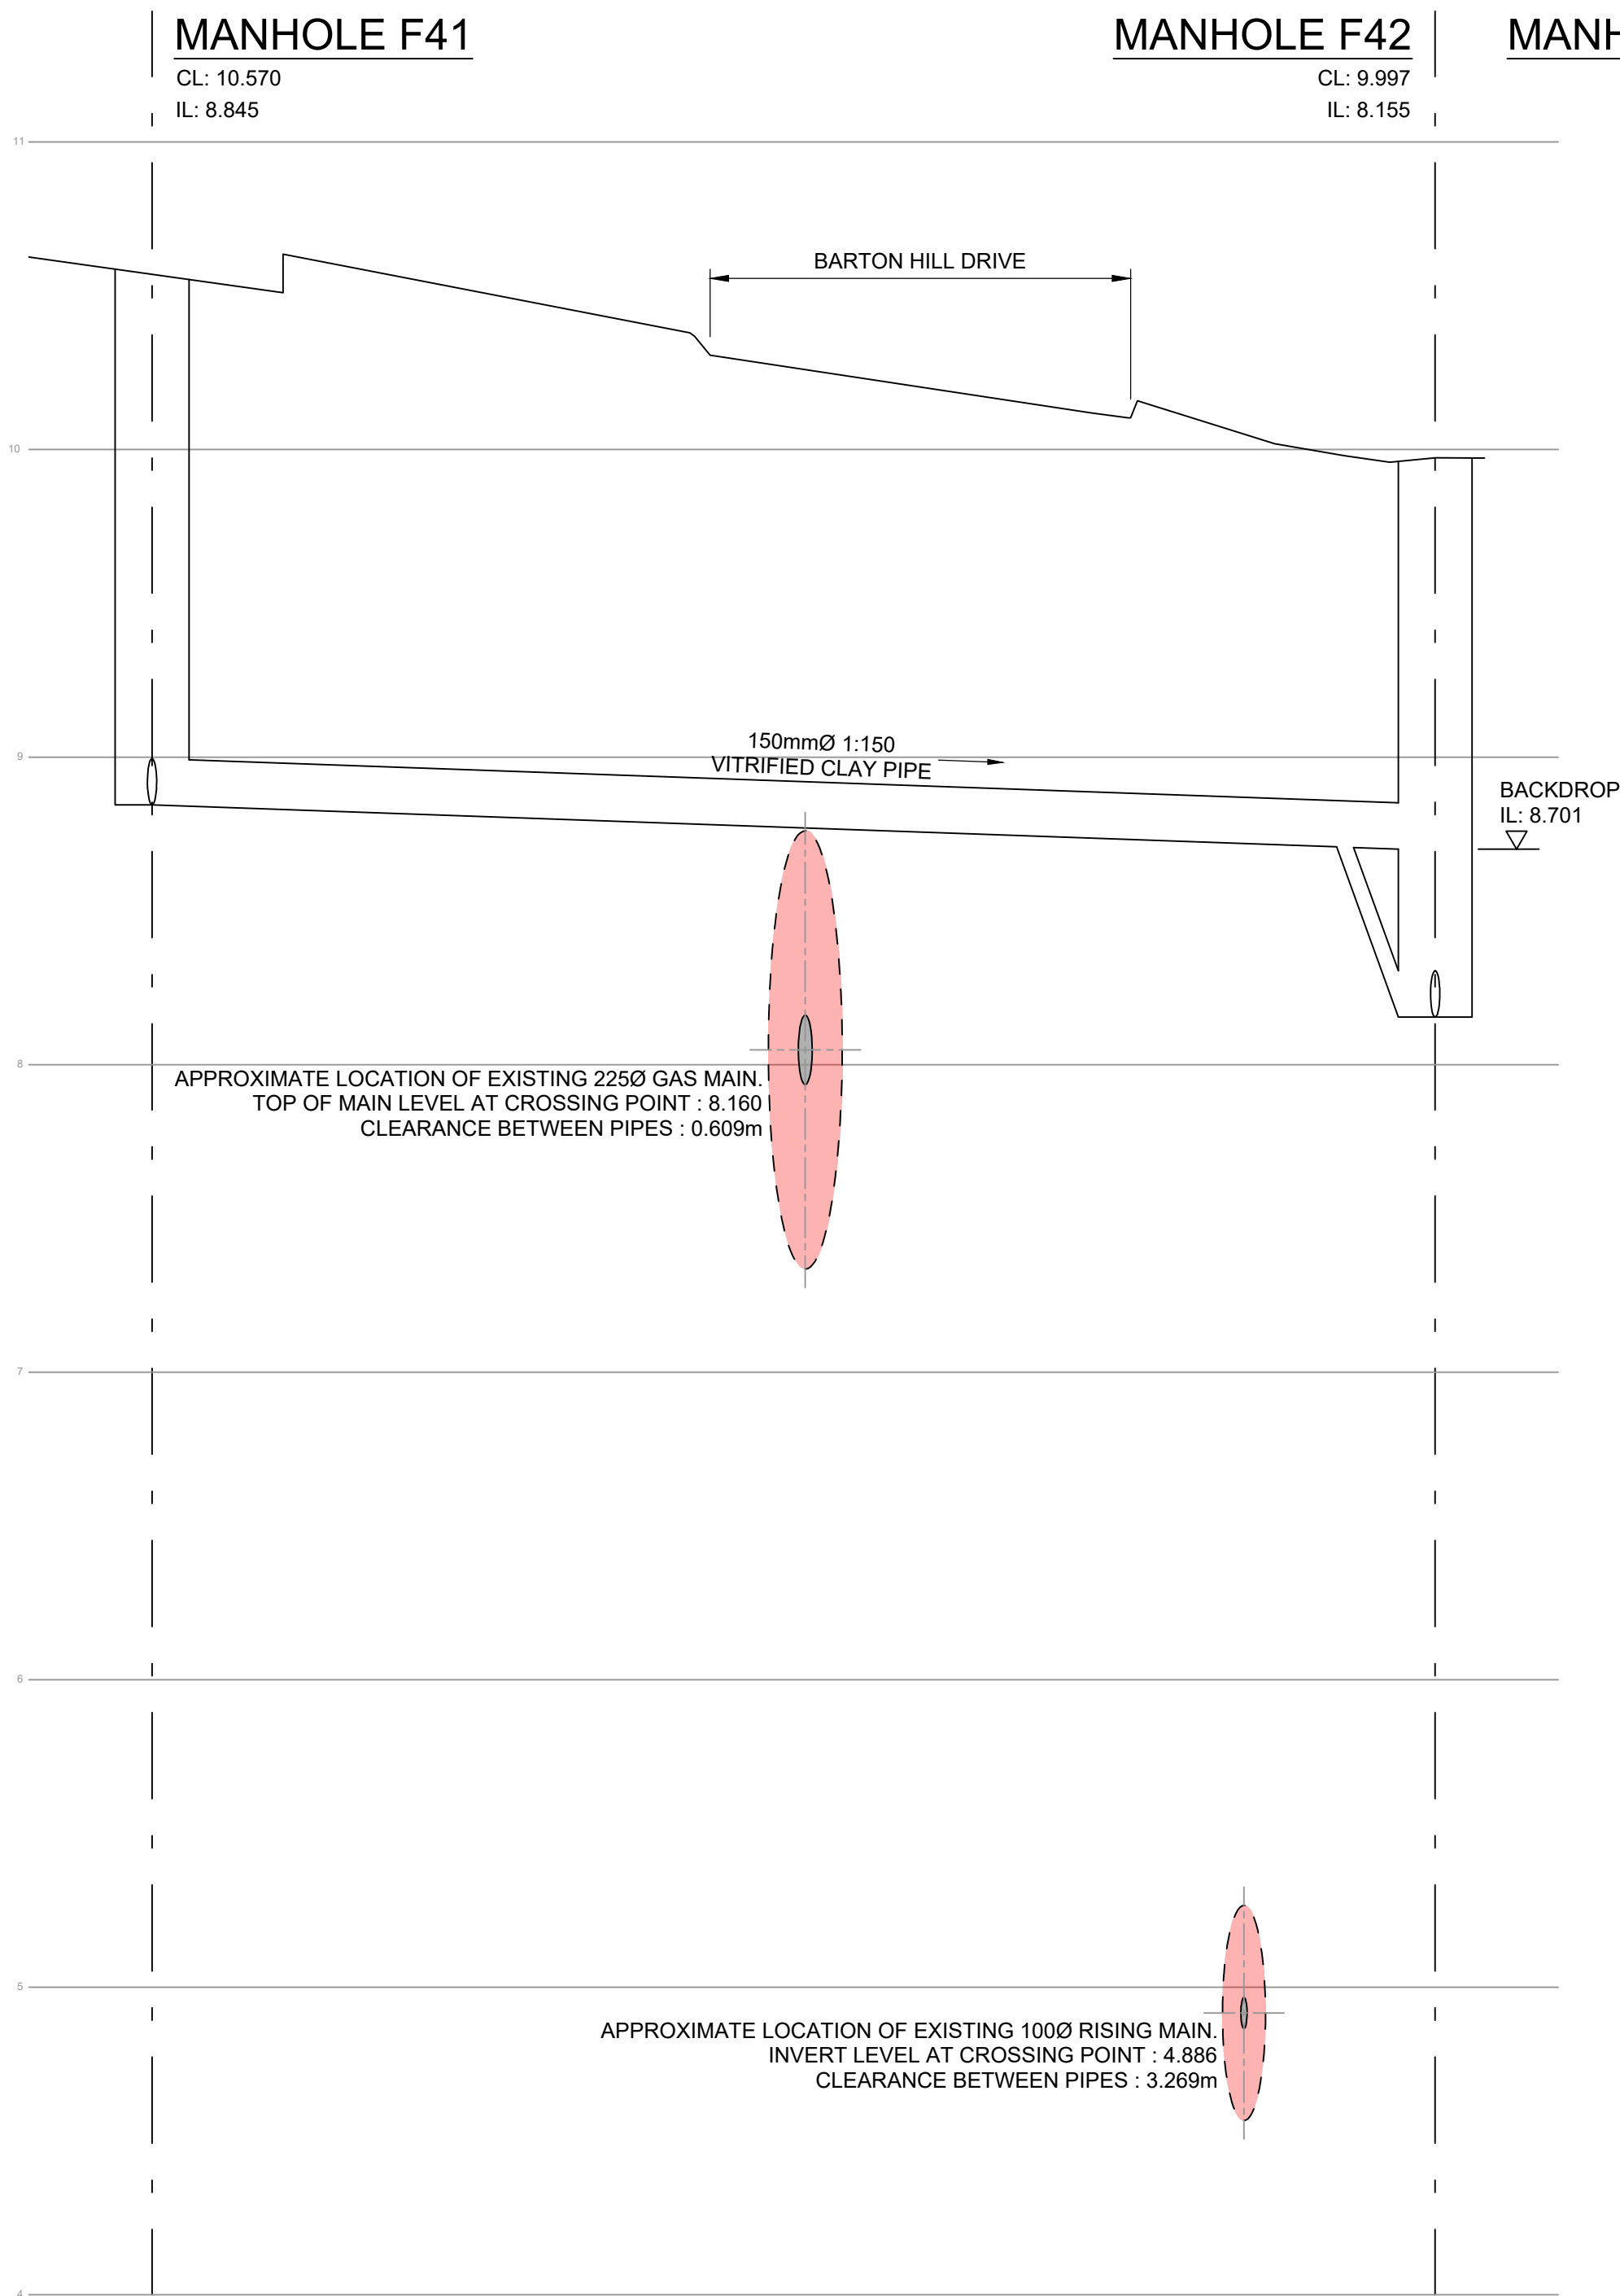 MANHOLE F41
CL: 10.570
IL: 8.845
MANHOLE F42
CL: 9.997
IL: 8.155
MANH
11
BARTON HILL DRIVE
10
9
150mmØ 1:150
VITRIFIED CLAY PIPE
BACKDROP
IL: 8.701
8
APPROXIMATE LOCATION OF EXISTING 225Ø GAS MAIN.
TOP OF MAIN LEVEL AT CROSSING POINT : 8.160
CLEARANCE BETWEEN PIPES : 0.609m
7
6
5
APPROXIMATE LOCATION OF EXISTING 100Ø RISING MAIN.
INVERT LEVEL AT CROSSING POINT : 4.886
CLEARANCE BETWEEN PIPES : 3.269m
4